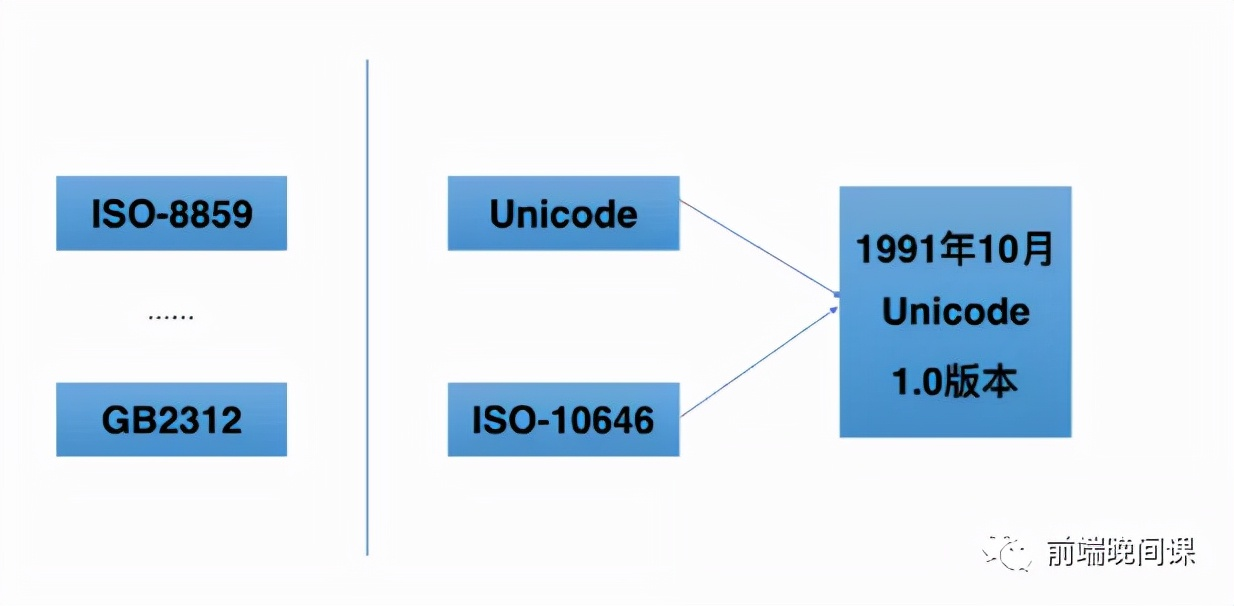 ISO-8859
......
GB2312
Unicode
ISO-10646
1991年10月
Unicode
1.0版本
前端晚间课